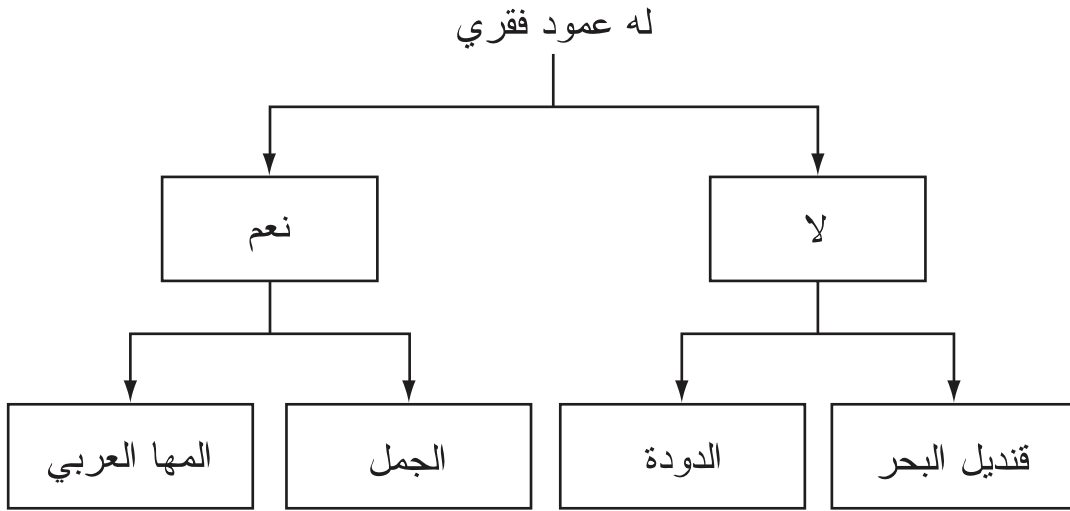 له عمود فقري
لا
نعم
قنديل البحر
الدودة
الجمل
المها العربي